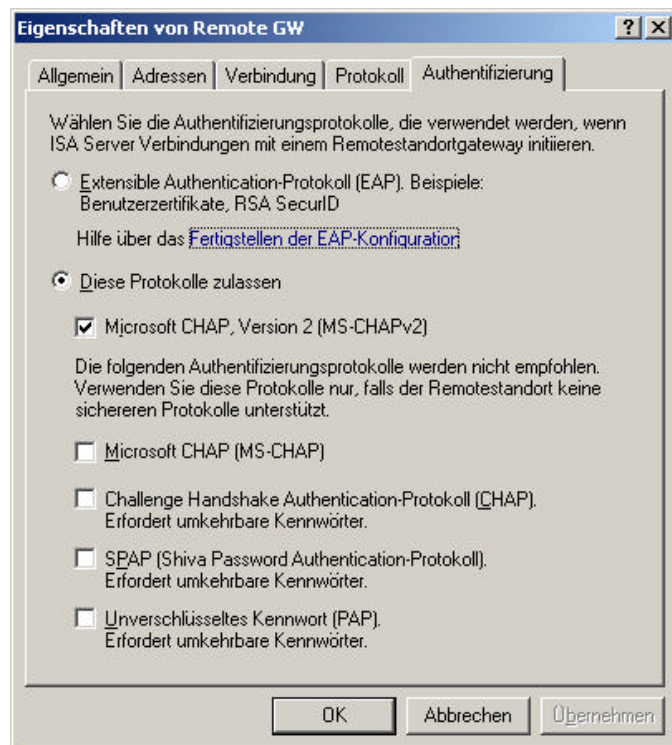 Eigenschaften von Remote GW
Allgemein Adressen Verbindung Protokoll Authentifizierung
Wählen Sie die Authentifizierungsprotokolle, die verwendet werden, wenn
ISA Server Verbindungen mit einem Remotestandortgateway initiieren.
Extensible Authentication-Protokoll (EAP). Beispiele:
Benutzerzertifikate, RSA SecurID
Hilfe über das Fertigstellen der EAP-Konfiguration
Diese Protokolle zulassen
Microsoft CHAP, Version 2 (MS-CHAPv2)
Die folgenden Authentifizierungsprotokolle werden nicht empfohlen.
Verwenden Sie diese Protokolle nur, falls der Remotestandort keine
sichereren Protokolle unterstützt.
Microsoft CHAP (MS-CHAP)
Challenge Handshake Authentication-Protokoll (CHAP).
Erfordert umkehrbare Kennwörter.
SPAP (Shiva Password Authentication-Protokoll).
Erfordert umkehrbare Kennwörter.
Unverschlüsseltes Kennwort (PAP).
Erfordert umkehrbare Kennwörter.
OK Abbrechen Übernehmen